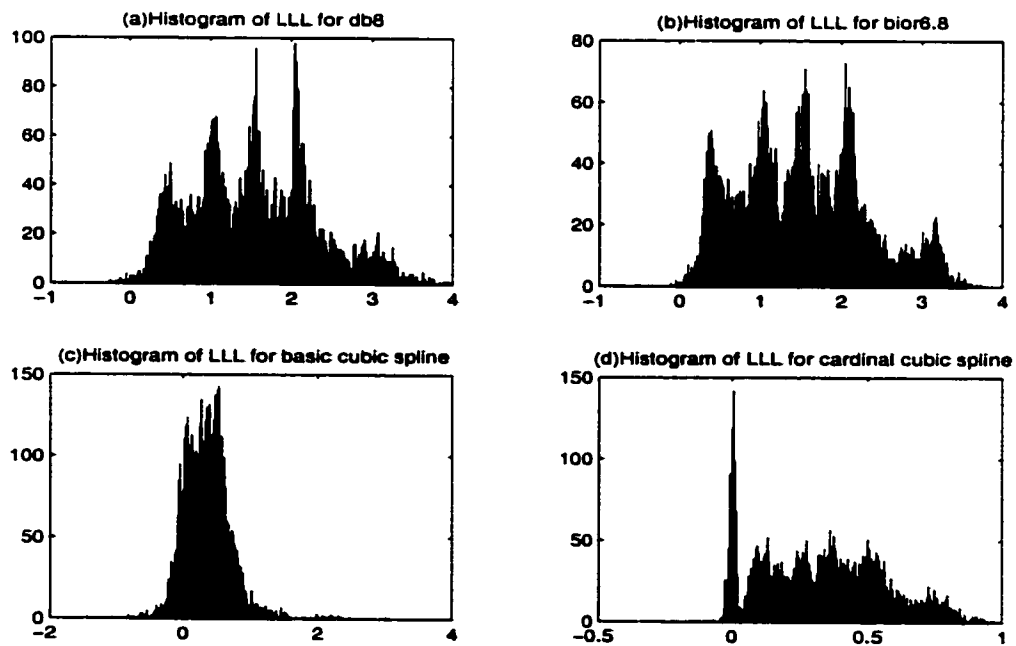 (a)Histogram of LLL for db8
100
80
60
40
20
0
-1 0 1 2 3 4
(b)Histogram of LLL for bior6.8
80
60
40
20
0
-1 0 1 2 3 4
(c)Histogram of LLL for basic cubic spline
150
100
50
0
-2 0 2 4
(d)Histogram of LLL for cardinal cubic spline
150
100
50
0
-0.5 0 0.5 1